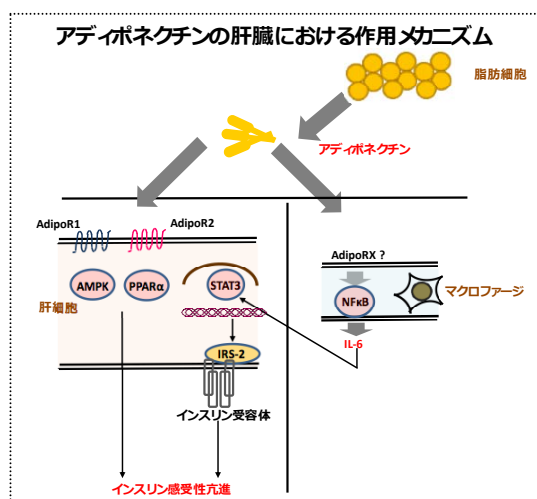 アディポネクチンの肝臓における作用メカニズム
脂肪細胞
アディポネクチン
AdipoR1
AdipoR2
AMPK
PPARα
STAT3
肝細胞
IRS-2
インスリン受容体
インスリン感受性亢進
AdipoRX ?
NFκB
マクロファージ
IL-6